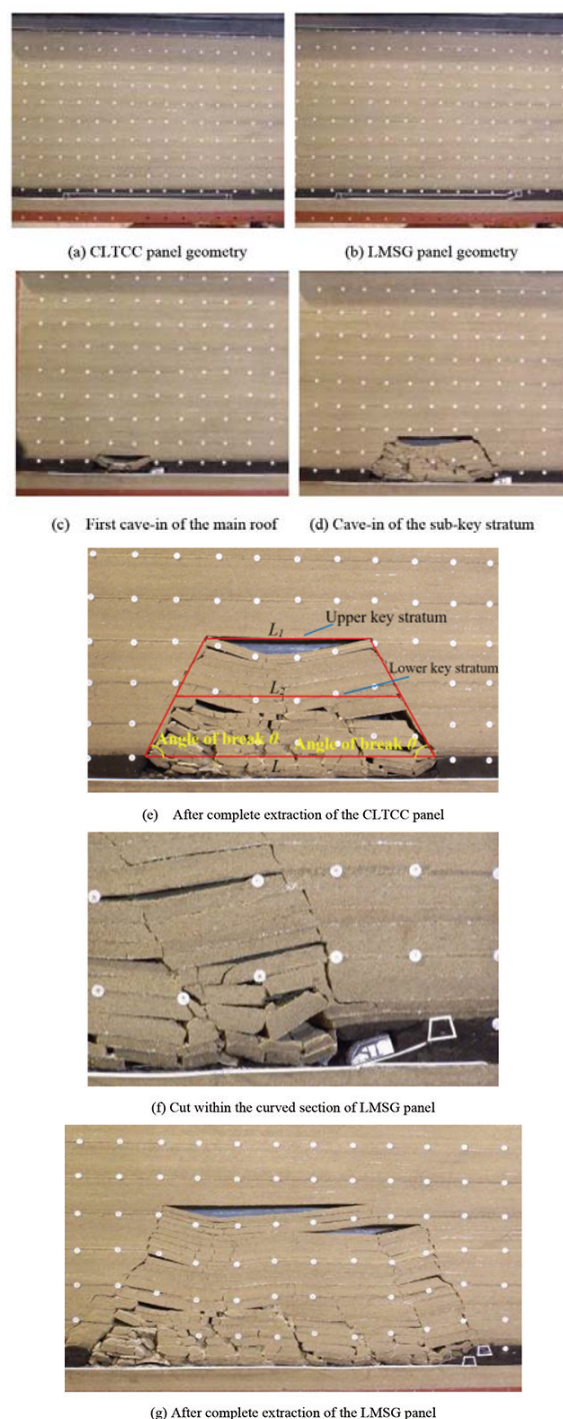 (a) CLTCC panel geometry
(b) LMSG panel geometry
(c) First cave-in of the main roof
(d) Cave-in of the sub-key stratum
L₁
Upper key stratum
L₂
Lower key stratum
Angle of break θ
Angle of break θ
L
(e) After complete extraction of the CLTCC panel
(f) Cut within the curved section of LMSG panel
(g) After complete extraction of the LMSG panel